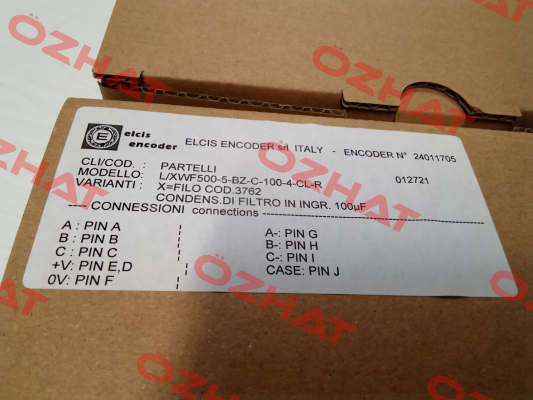 elcis encoder
ELCIS ENCODER srl ITALY - ENCODER N° 24011705
CLI/COD. : PARTELLI
MODELLO: L/XWF500-5-BZ-C-100-4-CL-R 012721
VARIANTI : X=FILO COD.3762
CONDENS.DI FILTRO IN INGR. 100µF
---- CONNESSIONI connections ----
A : PIN A
B : PIN B
C : PIN C
+V: PIN E,D
0V: PIN F
A-: PIN G
B-: PIN H
C-: PIN I
CASE: PIN J
ÖZHAT
ÖZHAT
ÖZHAT
ÖZHAT
ÖZHAT
ÖZHAT